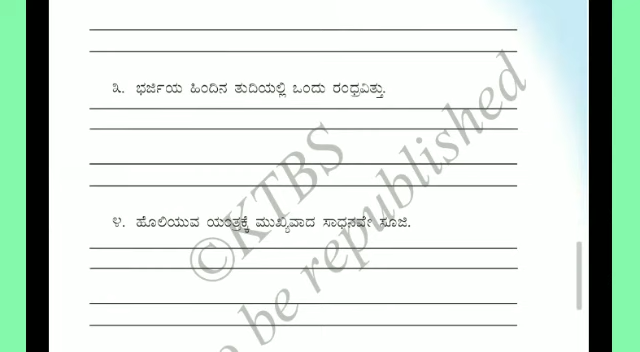 ೩. ಭರ್ಜಿಯ ಹಿಂದಿನ ತುದಿಯಲ್ಲಿ ಒಂದು ರಂಧ್ರವಿತ್ತು.
೪. ಹೊಲಿಯುವ ಯಂತ್ರಕ್ಕೆ ಮುಖ್ಯವಾದ ಸಾಧನವೇ ಸೂಜಿ.
©KTBS
o be republished